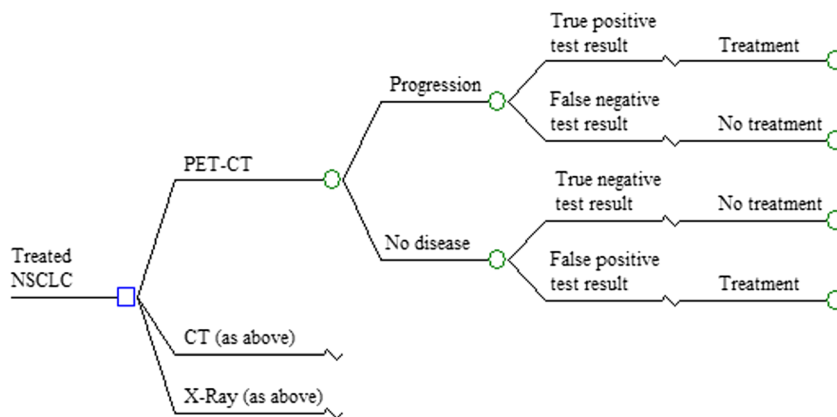 True positive
test result
Treatment
Progression
False negative
test result
No treatment
PET-CT
True negative
test result
No treatment
No disease
False positive
test result
Treatment
Treated
NSCLC
CT (as above)
X-Ray (as above)